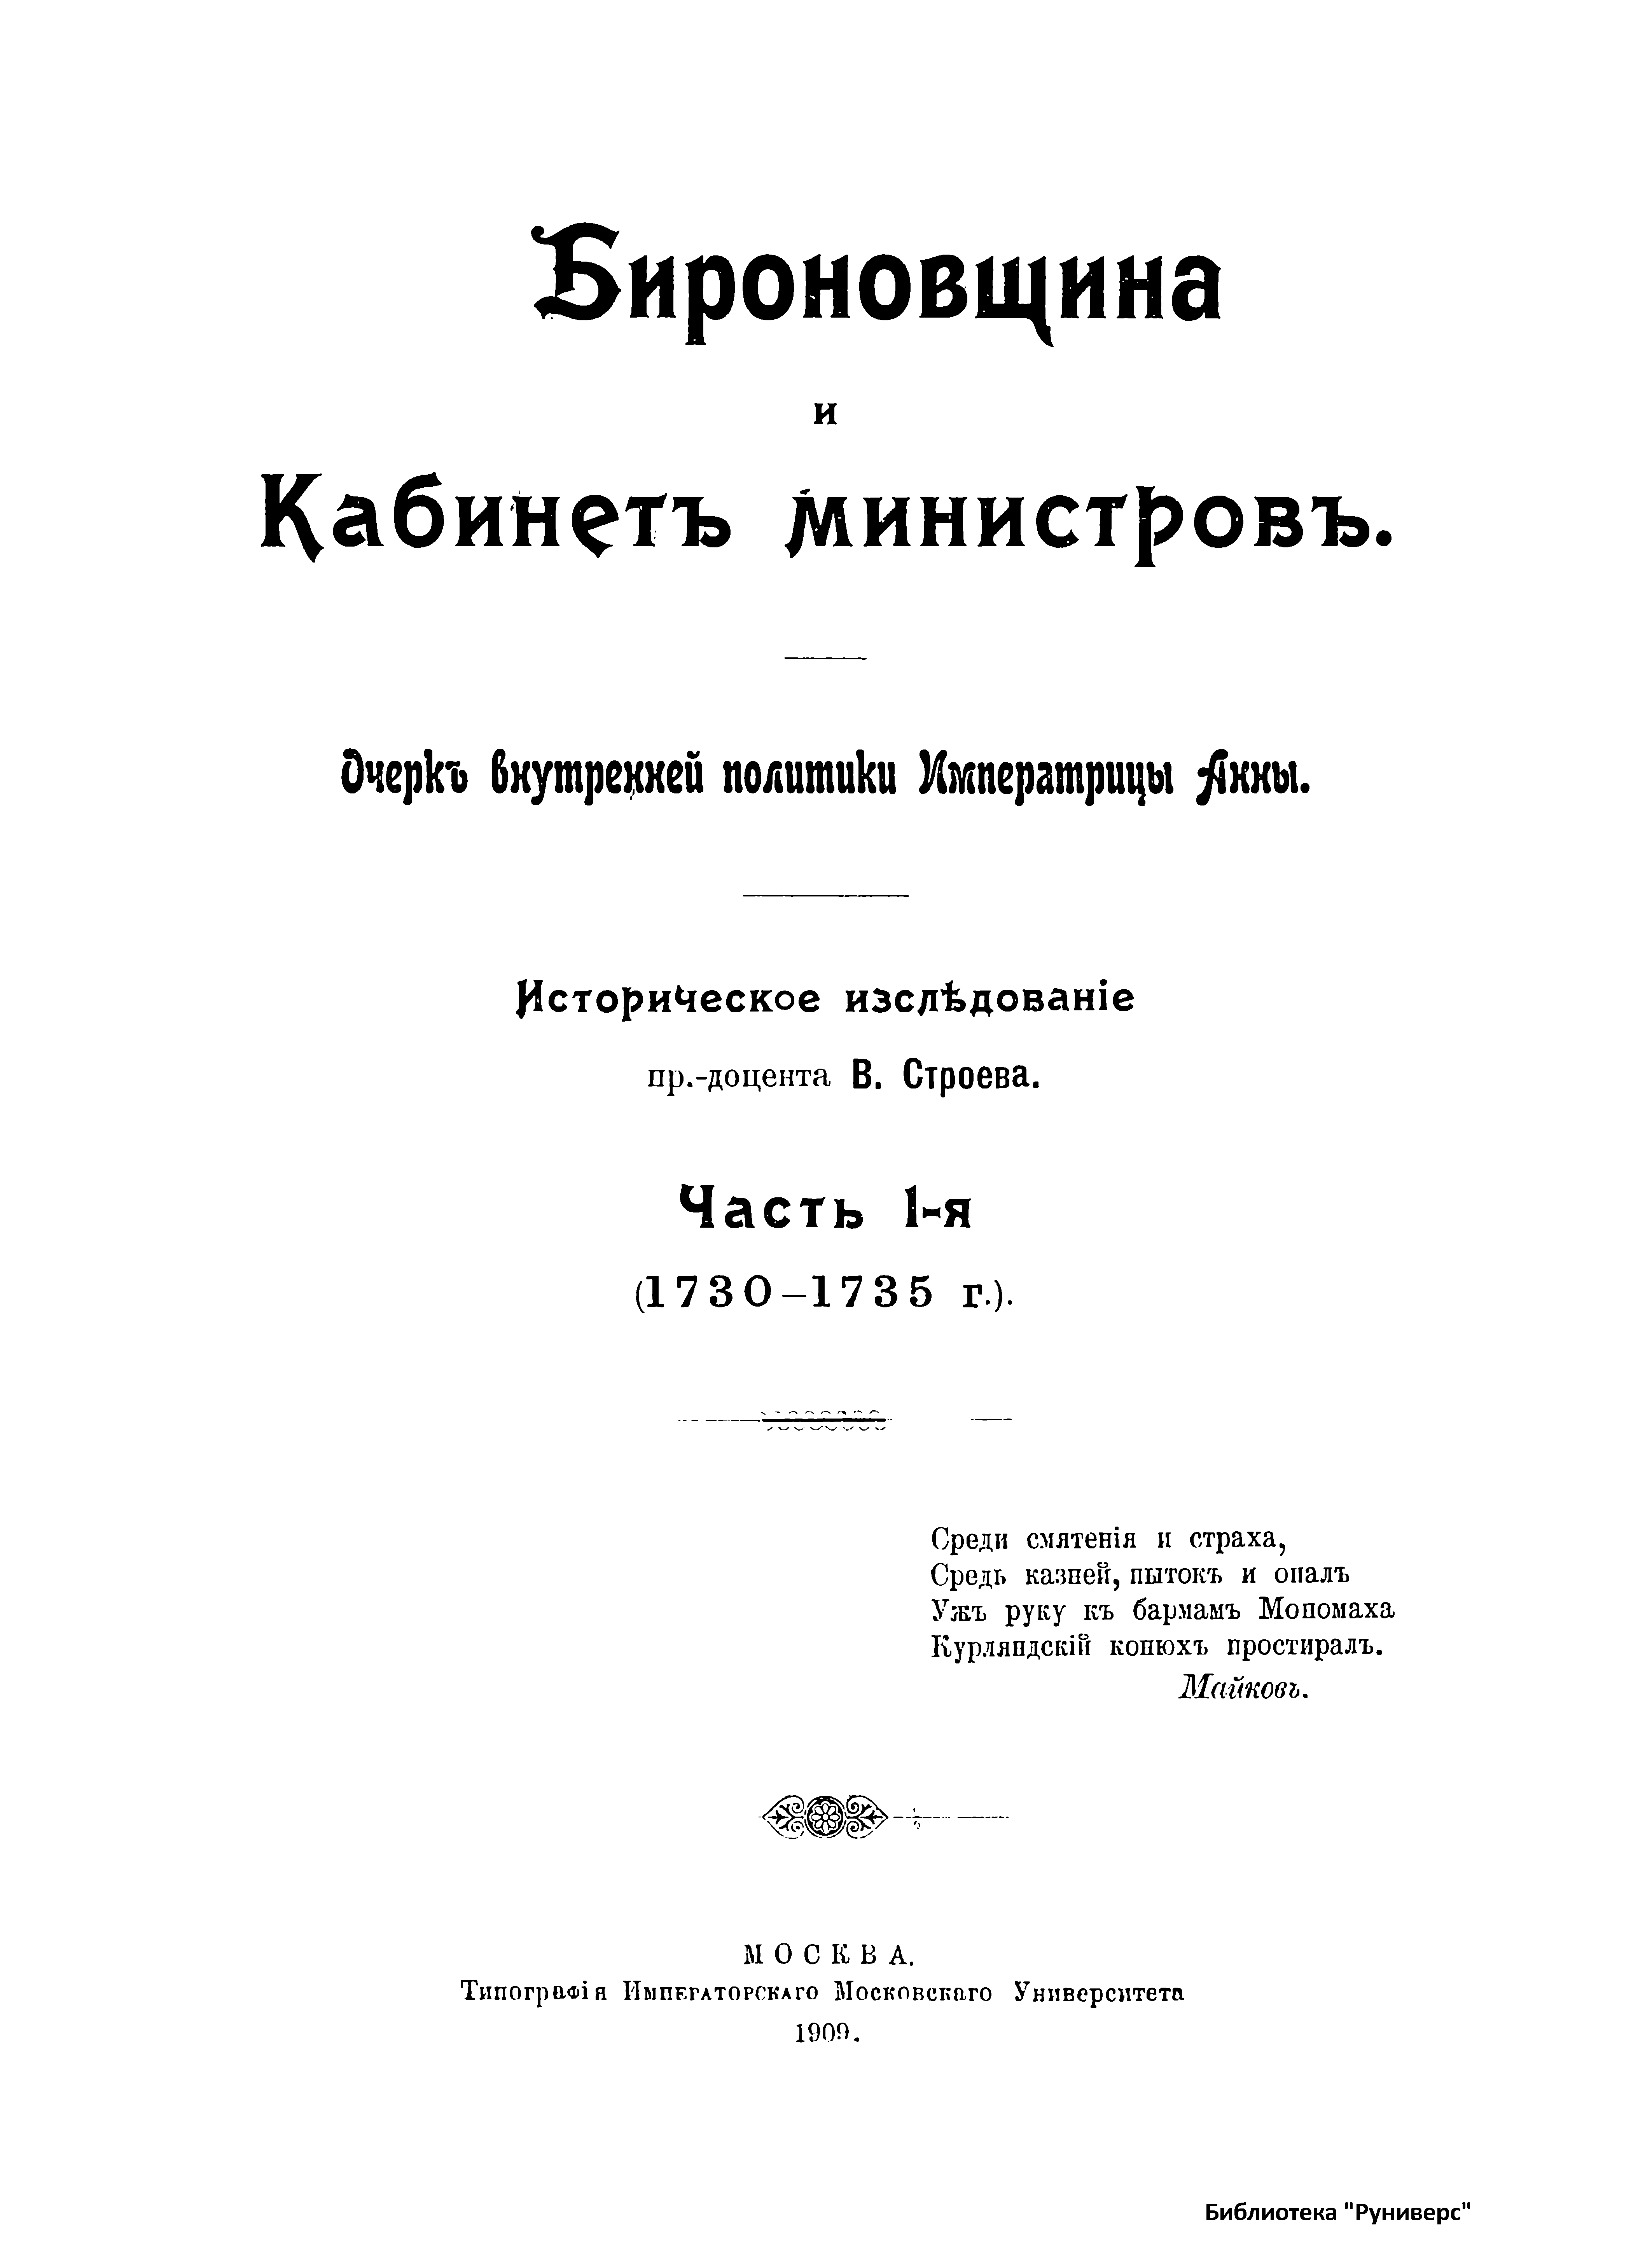 Бироновщина
и
Кабинетъ министровъ.
Очеркъ внутренней политики Императрицы Анны.
Историческое изслѣдованіе
пр.-доцента В. Строева.
Часть 1-я
(1730–1735 г.).
Среди смятенія и страха,
Средь казней, пытокъ и опалъ
Ужъ руку къ бармамъ Мономаха
Курляндскій конюхъ простиралъ.
Майковъ.
МОСКВА.
Типографія Императорскаго Московскаго Университета
1909.
Библиотека "Руниверс"